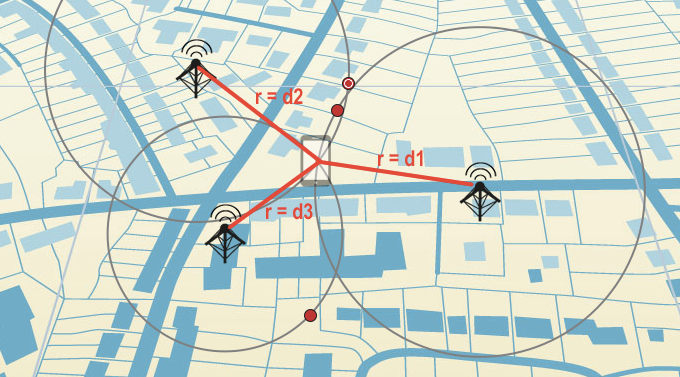 r = d2
r = d1
r = d3